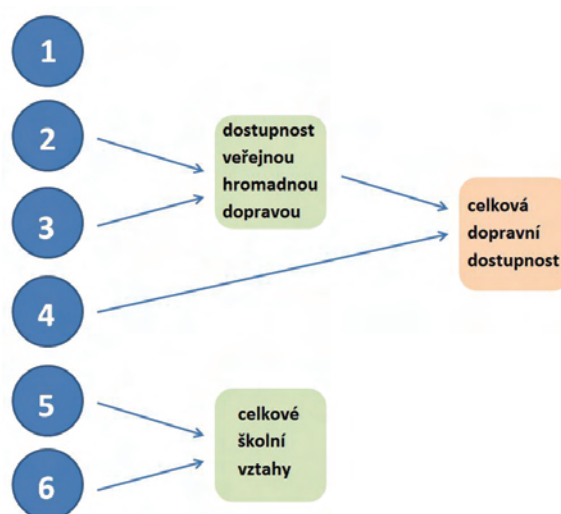 1
2
3
4
5
6
dostupnost
veřejnou
hromadnou
dopravou
celková
dopravní
dostupnost
celkové
školní
vztahy